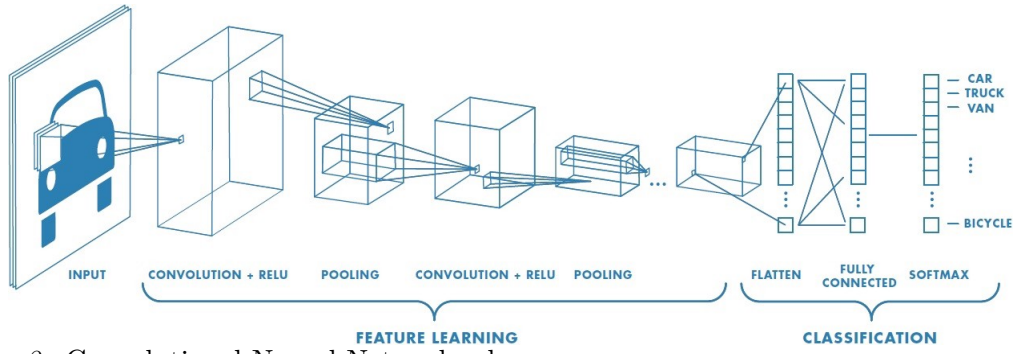 CAR
TRUCK
VAN
BICYCLE
INPUT
CONVOLUTION + RELU
POOLING
CONVOLUTION + RELU
POOLING
FLATTEN
FULLY
CONNECTED
SOFTMAX
FEATURE LEARNING
CLASSIFICATION